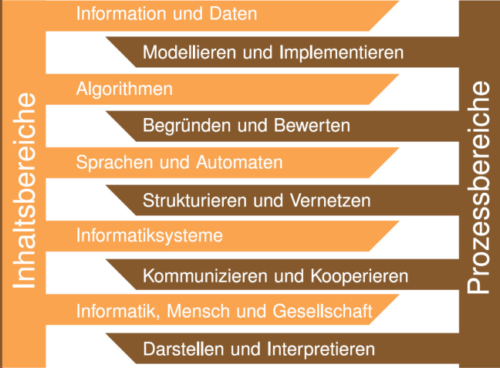 Inhaltsbereiche
Information und Daten
Modellieren und Implementieren
Algorithmen
Begründen und Bewerten
Sprachen und Automaten
Strukturieren und Vernetzen
Informatiksysteme
Kommunizieren und Kooperieren
Informatik, Mensch und Gesellschaft
Darstellen und Interpretieren
Prozessbereiche